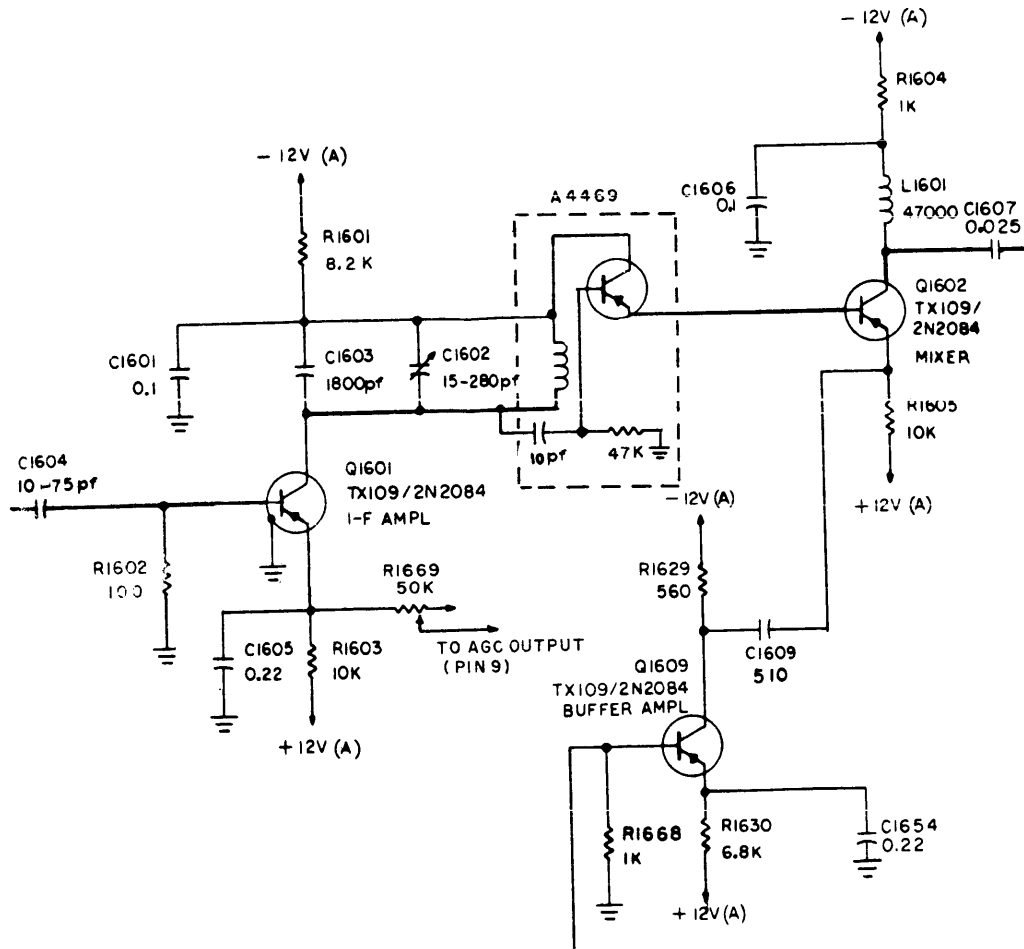 - 12V (A)
R1604
1K
- 12V (A)
C1606
0.1
L1601
47000
C1607
0.025
A4469
R1601
8.2 K
Q1602
TX109/
2N2084
MIXER
C1601
0.1
C1603
1800pf
C1602
15-280pf
R1605
10K
10pf
47K
C1604
10-75pf
Q1601
TX109/2N2084
I-F AMPL
- 12V (A)
+12V (A)
R1602
R1669
50K
R1629
560
C1605
0.22
R1603
10K
TO AGC OUTPUT
(PIN 9)
C1609
510
Q1609
TX109/2N2084
BUFFER AMPL
+12V (A)
R1668
1K
R1630
6.8K
C1654
0.22
+12V (A)